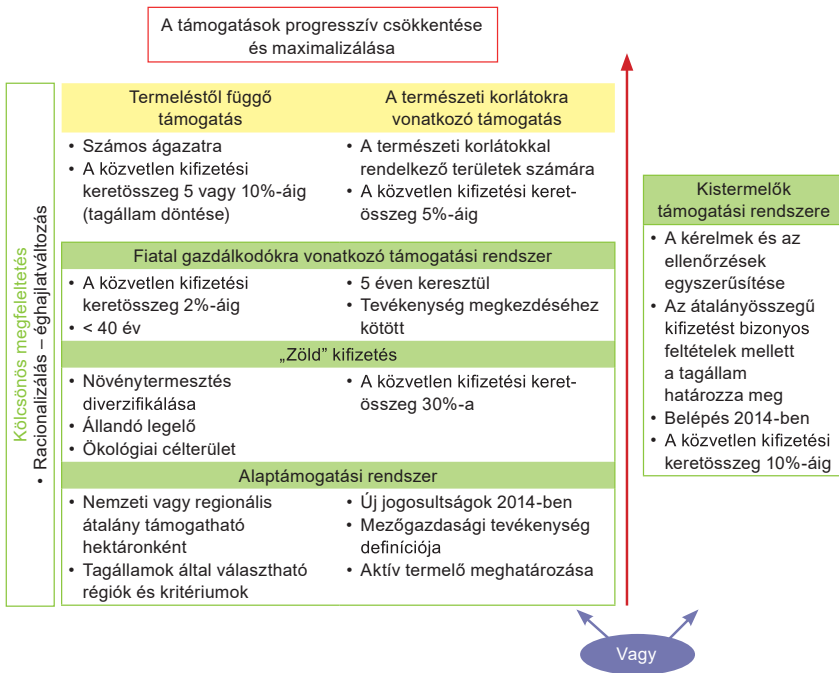 A támogatások progresszív csökkentése
és maximalizálása
Kölcsönös megfeleltetés
• Racionalizálás – éghajlatváltozás
Termeléstől függő
támogatás
A természeti korlátokra
vonatkozó támogatás
• Számos ágazatra
• A közvetlen kifizetési
keretösszeg 5 vagy 10%-áig
(tagállam döntése)
• A természeti korlátokkal
rendelkező területek számára
• A közvetlen kifizetési keret-
összeg 5%-áig
Fiatal gazdálkodókra vonatkozó támogatási rendszer
• A közvetlen kifizetési
keretösszeg 2%-áig
• < 40 év
• 5 éven keresztül
• Tevékenység megkezdéséhez
kötött
„Zöld” kifizetés
• Növénytermesztés
diverzifikálása
• Állandó legelő
• Ökológiai célterület
• A közvetlen kifizetési keret-
összeg 30%-a
Alaptámogatási rendszer
• Nemzeti vagy regionális
átalány támogatható
hektáronként
• Tagállamok által választható
régiók és kritériumok
• Új jogosultságok 2014-ben
• Mezőgazdasági tevékenység
definíciója
• Aktív termelő meghatározása
Kistermelők
támogatási rendszere
• A kérelmek és az
ellenőrzések
egyszerűsítése
• Az átalányösszegű
kifizetést bizonyos
feltételek mellett
a tagállam
határozza meg
• Belépés 2014-ben
• A közvetlen kifizetési
keretösszeg 10%-áig
Vagy